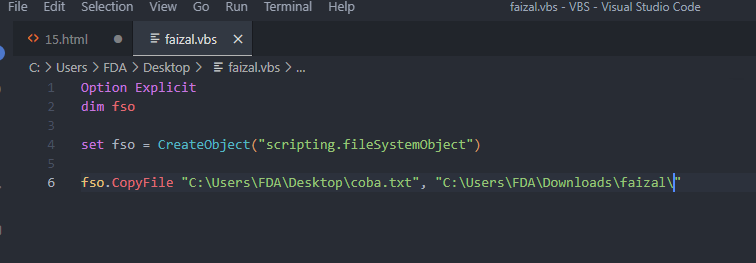 File Edit Selection View Go Run Terminal Help faizal.vbs - VBS - Visual Studio Code
<> 15.html ● faizal.vbs ×
C: > Users > FDA > Desktop > faizal.vbs > ...
1 Option Explicit
2 dim fso
3
4 set fso = CreateObject("scripting.fileSystemObject")
5
6 fso.CopyFile "C:\Users\FDA\Desktop\coba.txt", "C:\Users\FDA\Downloads\faizal\"